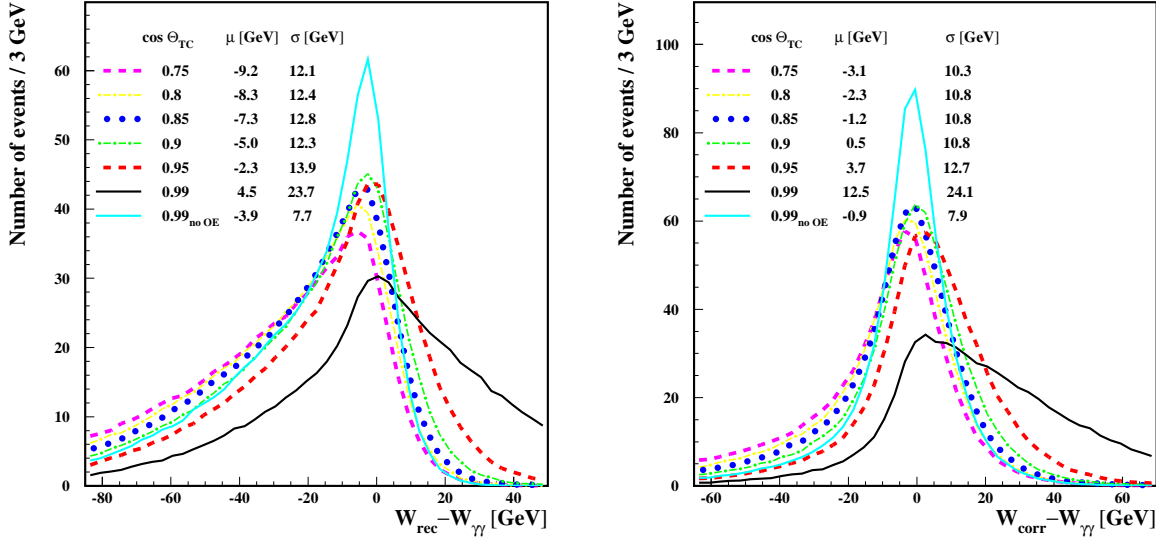 Number of events / 3 GeV
cos Θ_TC μ [GeV] σ [GeV]
0.75 -9.2 12.1
0.8 -8.3 12.4
0.85 -7.3 12.8
0.9 -5.0 12.3
0.95 -2.3 13.9
0.99 4.5 23.7
0.99 no OE -3.9 7.7
60
50
40
30
20
10
0
-80 -60 -40 -20 0 20 40
W_rec−W_γγ [GeV]
Number of events / 3 GeV
cos Θ_TC μ [GeV] σ [GeV]
0.75 -3.1 10.3
0.8 -2.3 10.8
0.85 -1.2 10.8
0.9 0.5 10.8
0.95 3.7 12.7
0.99 12.5 24.1
0.99 no OE -0.9 7.9
100
80
60
40
20
0
-60 -40 -20 0 20 40 60
W_corr−W_γγ [GeV]